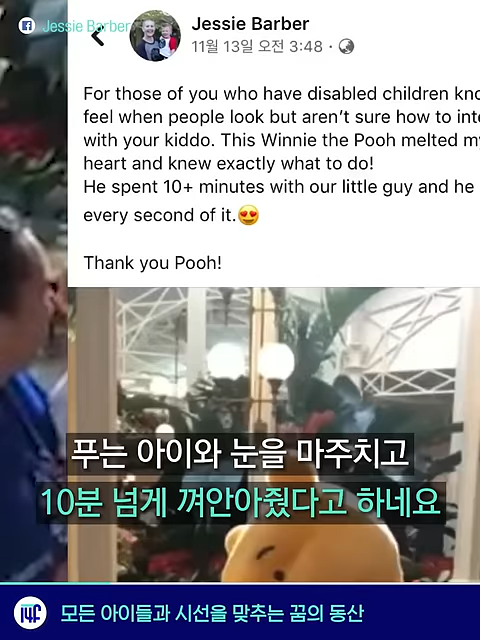 Jessie Barber
Jessie Barber
11월 13일 오전 3:48
For those of you who have disabled children kno
feel when people look but aren't sure how to inte
with your kiddo. This Winnie the Pooh melted my
heart and knew exactly what to do!
He spent 10+ minutes with our little guy and he
every second of it.😍
Thank you Pooh!
푸는 아이와 눈을 마주치고
10분 넘게 껴안아줬다고 하네요
14F
모든 아이들과 시선을 맞추는 꿈의 동산